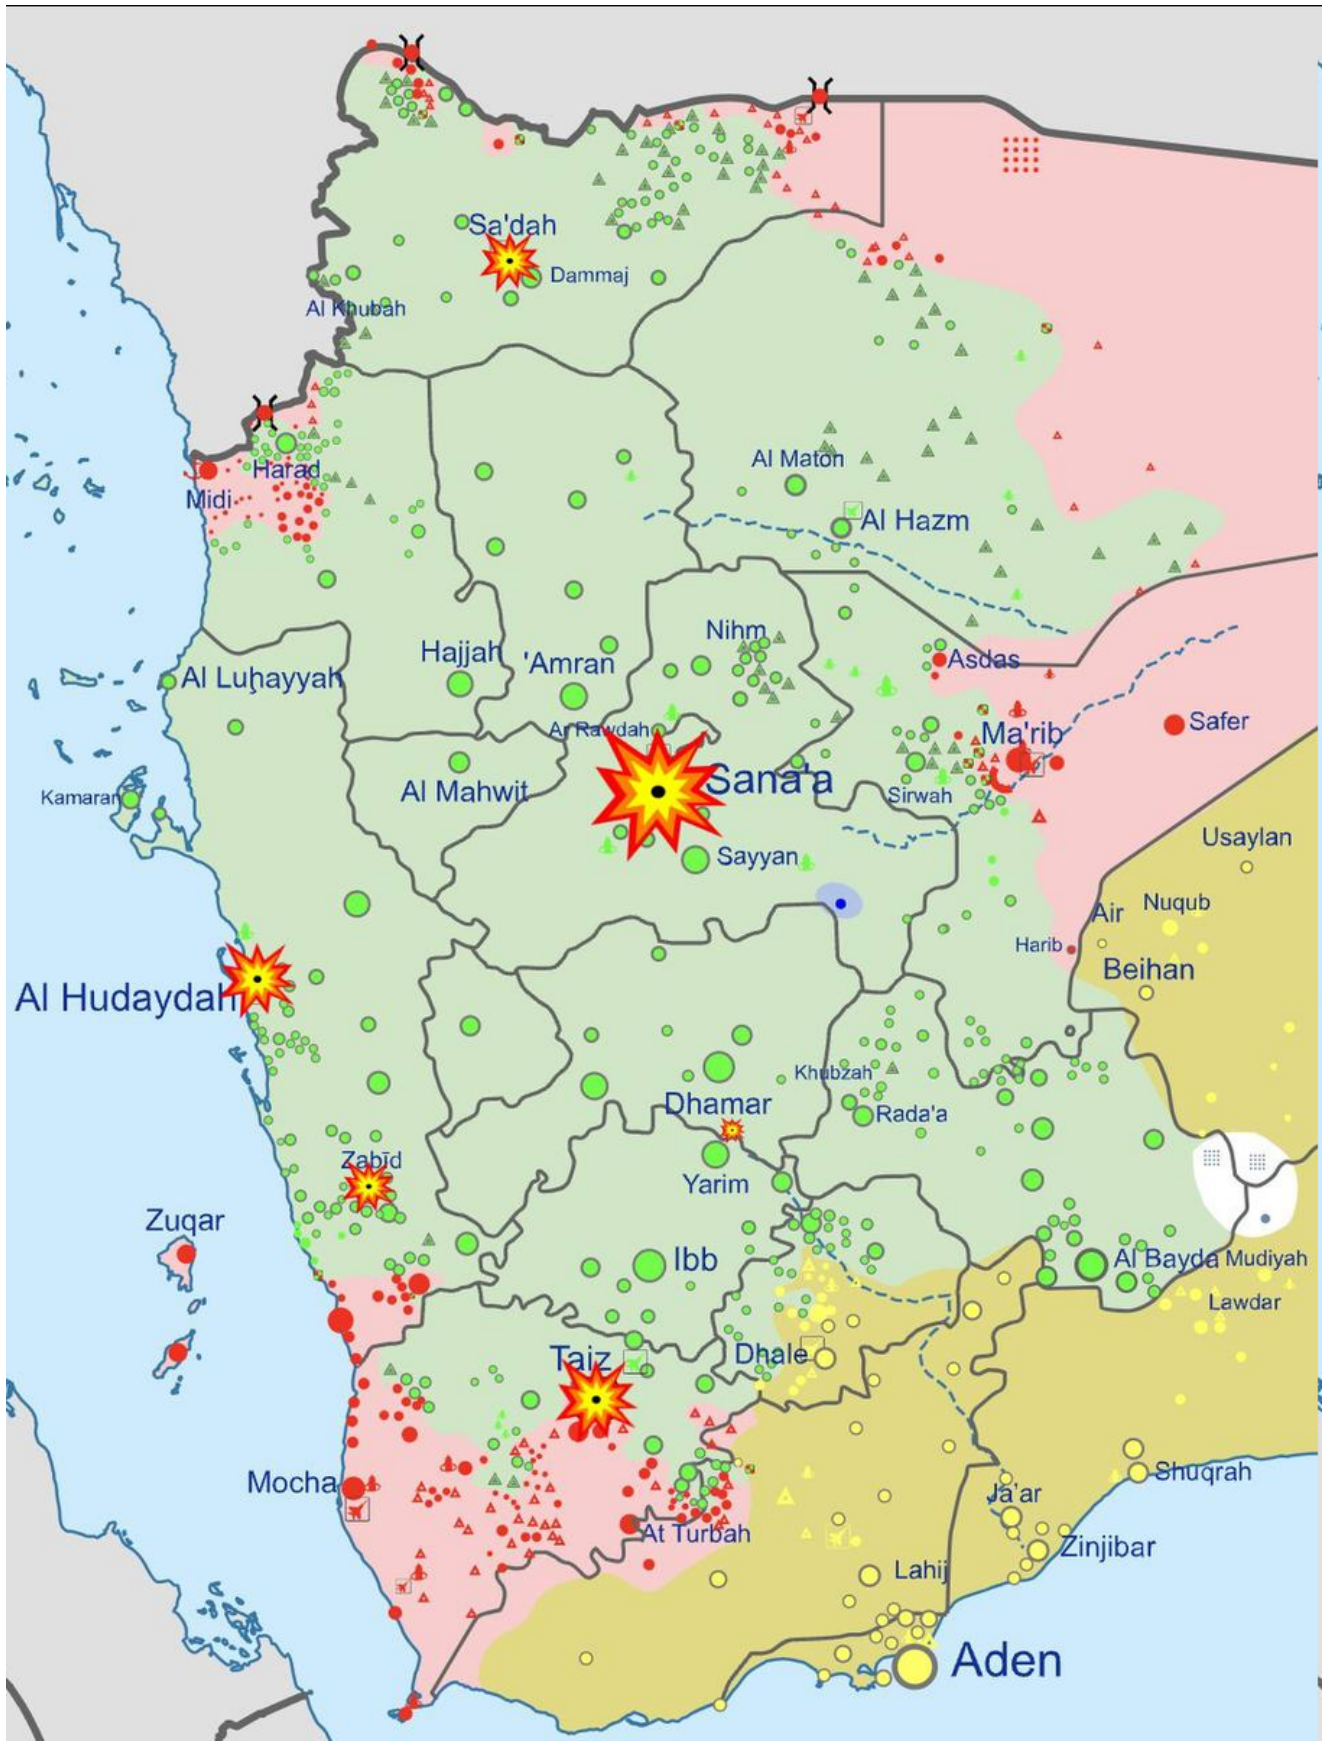 Sa'dah
Dammaj
Al Khubah
Al Maton
Harad
Midi
Al Hazm
Nihm
Hajjah
'Amran
Asdas
Al Luḩayyah
Ar Rawdah
Ma'rib
Safer
Sana'a
Al Mahwit
Kamaran
Sirwah
Usaylan
Sayyan
Nuqub
Air
Harib
Beihan
Al Hudaydah
Khubzah
Dhamar
Rada'a
Zabīd
Yarim
Zuqar
Ibb
Al Bayda
Mudiyah
Lawdar
Taiz
Dhale
Mocha
Shuqrah
Ja'ar
At Turbah
Zinjibar
Lahij
Aden